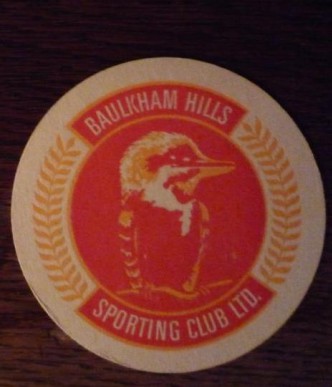 BAULKHAM HILLS
SPORTING CLUB LTD.